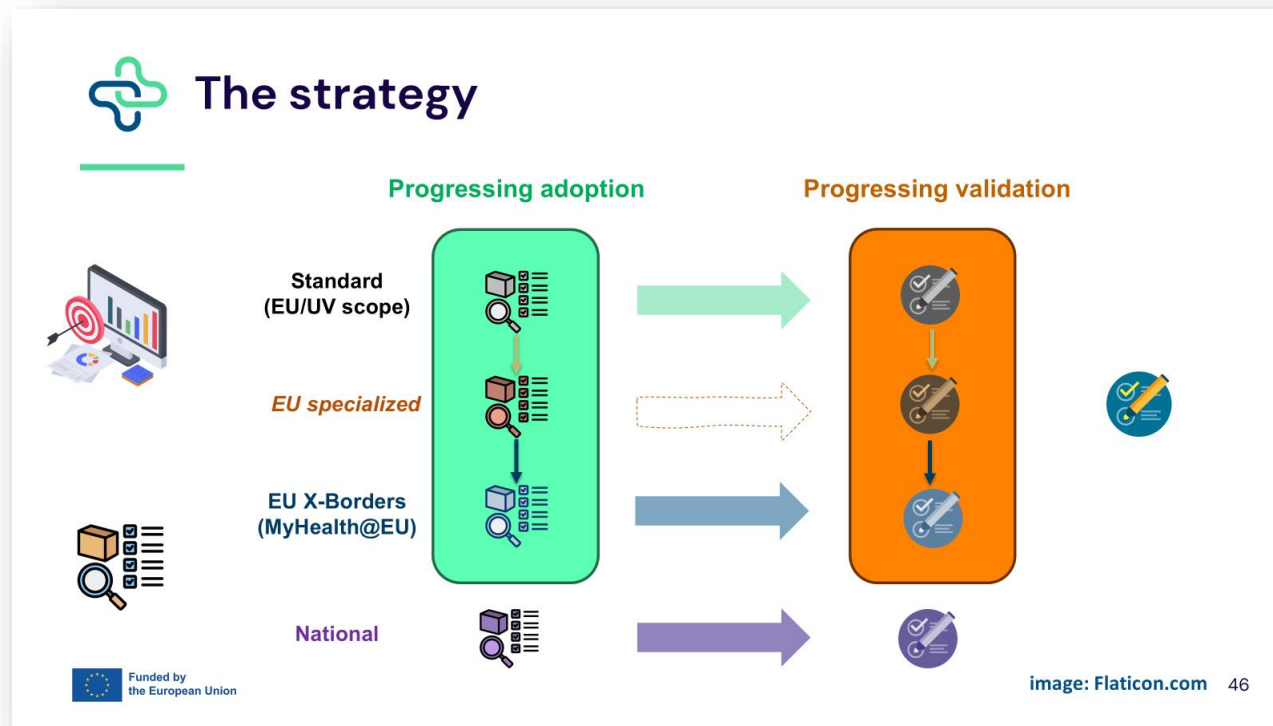 The strategy
Progressing adoption
Progressing validation
Standard
(EU/UV scope)
EU specialized
EU X-Borders
(MyHealth@EU)
National
Funded by
the European Union
image: Flaticon.com
46